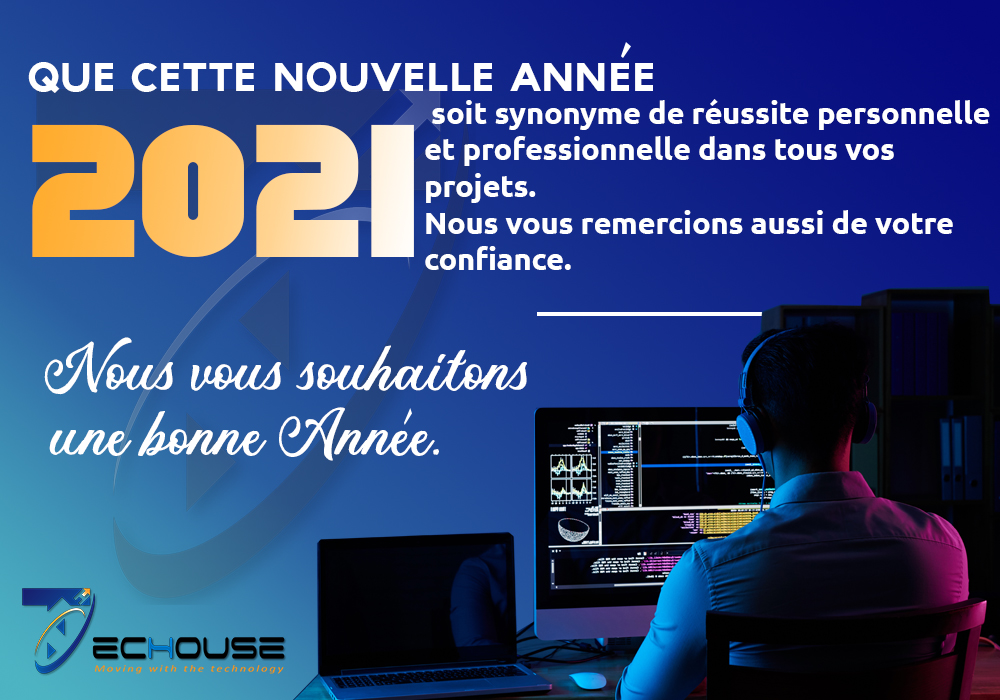 QUE CETTE NOUVELLE ANNÉE
2021
soit synonyme de réussite personnelle
et professionnelle dans tous vos
projets.
Nous vous remercions aussi de votre
confiance.
Nous vous souhaitons
une bonne Année.
TECHOUSE
Moving with the technology